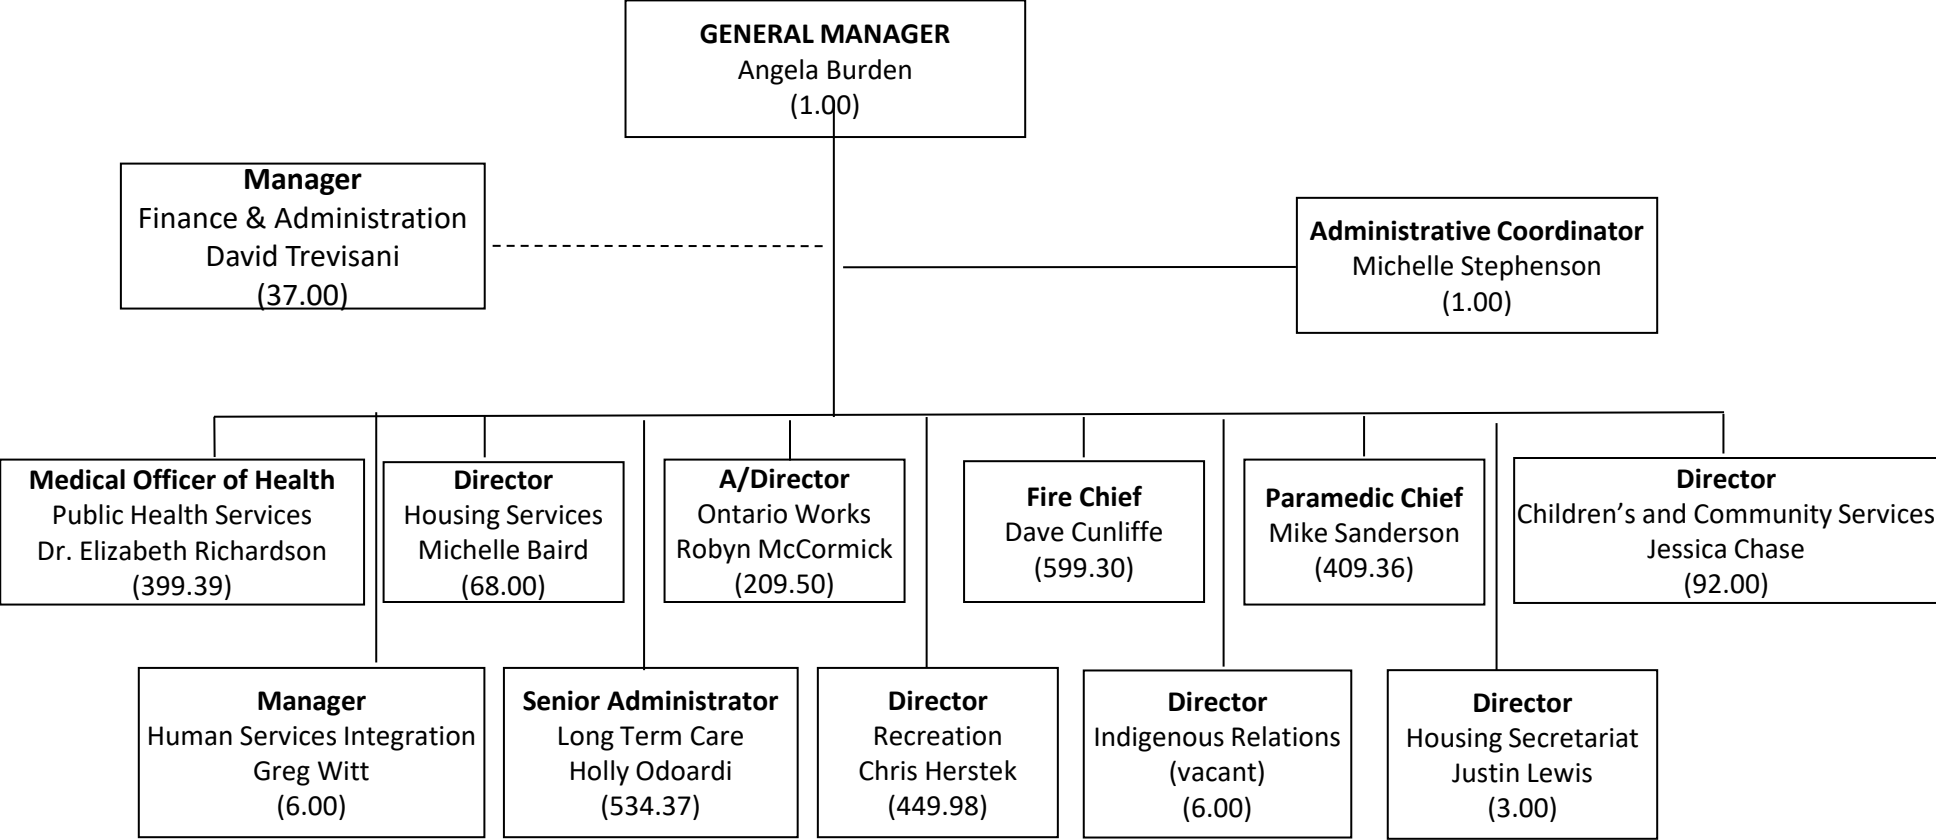 GENERAL MANAGER
Angela Burden
(1.00)
Manager
Finance & Administration
David Trevisani
(37.00)
Administrative Coordinator
Michelle Stephenson
(1.00)
Medical Officer of Health
Public Health Services
Dr. Elizabeth Richardson
(399.39)
Director
Housing Services
Michelle Baird
(68.00)
A/Director
Ontario Works
Robyn McCormick
(209.50)
Fire Chief
Dave Cunliffe
(599.30)
Paramedic Chief
Mike Sanderson
(409.36)
Director
Children’s and Community Services
Jessica Chase
(92.00)
Manager
Human Services Integration
Greg Witt
(6.00)
Senior Administrator
Long Term Care
Holly Odoardi
(534.37)
Director
Recreation
Chris Herstek
(449.98)
Director
Indigenous Relations
(vacant)
(6.00)
Director
Housing Secretariat
Justin Lewis
(3.00)